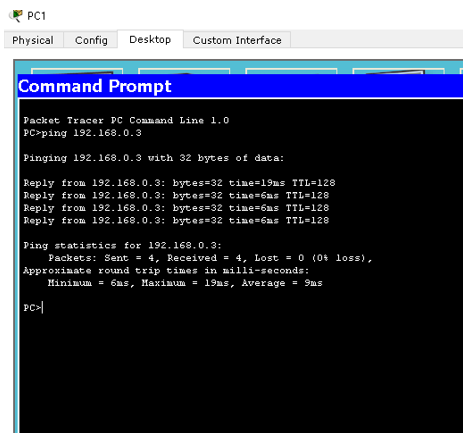 PC1
Physical Config Desktop Custom Interface
Command Prompt
Packet Tracer PC Command Line 1.0
PC>ping 192.168.0.3
Pinging 192.168.0.3 with 32 bytes of data:
Reply from 192.168.0.3: bytes=32 time=19ms TTL=128
Reply from 192.168.0.3: bytes=32 time=6ms TTL=128
Reply from 192.168.0.3: bytes=32 time=6ms TTL=128
Reply from 192.168.0.3: bytes=32 time=6ms TTL=128
Ping statistics for 192.168.0.3:
Packets: Sent = 4, Received = 4, Lost = 0 (0% loss),
Approximate round trip times in milli-seconds:
Minimum = 6ms, Maximum = 19ms, Average = 9ms
PC>